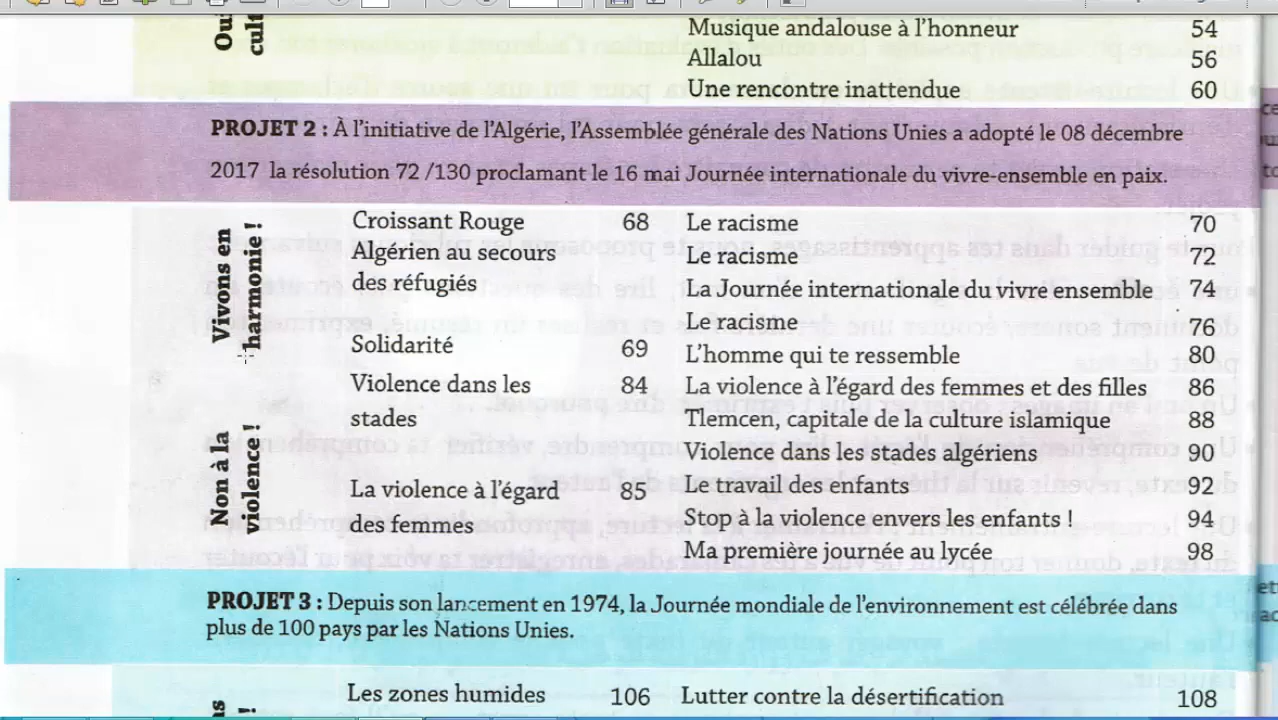 Musique andalouse à l'honneur 54
Allalou 56
Une rencontre inattendue 60
PROJET 2 : À l'initiative de l'Algérie, l'Assemblée générale des Nations Unies a adopté le 08 décembre
2017 la résolution 72 /130 proclamant le 16 mai Journée internationale du vivre-ensemble en paix.
Vivons en
harmonie !
Croissant Rouge 68
Algérien au secours
des réfugiés
Solidarité 69
Le racisme 70
Le racisme 72
La Journée internationale du vivre ensemble 74
Le racisme 76
L'homme qui te ressemble 80
Non à la
violence !
Violence dans les 84
stades
La violence à l'égard 85
des femmes
La violence à l'égard des femmes et des filles 86
Tlemcen, capitale de la culture islamique 88
Violence dans les stades algériens 90
Le travail des enfants 92
Stop à la violence envers les enfants ! 94
Ma première journée au lycée 98
PROJET 3 : Depuis son lancement en 1974, la Journée mondiale de l'environnement est célébrée dans
plus de 100 pays par les Nations Unies.
Les zones humides 106
Lutter contre la désertification 108